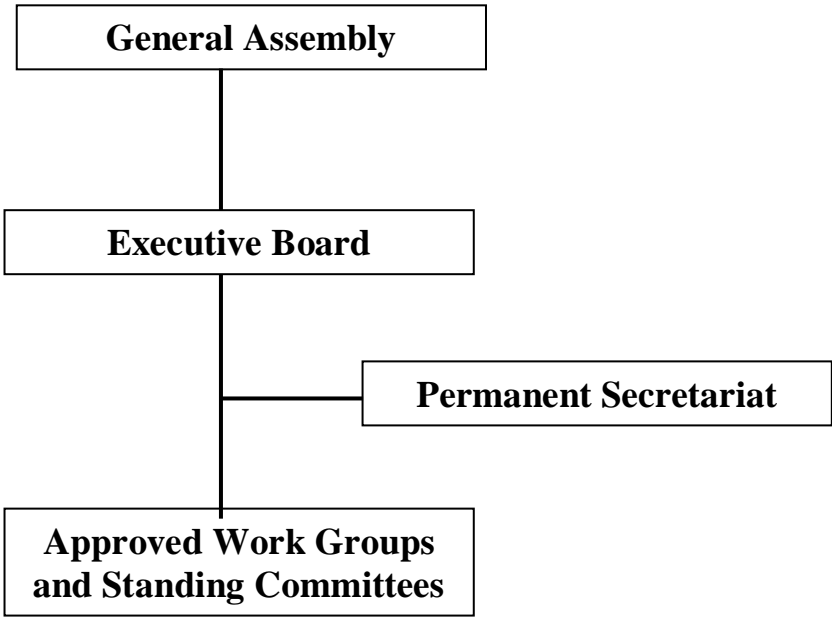 General Assembly
Executive Board
Permanent Secretariat
Approved Work Groups
and Standing Committees